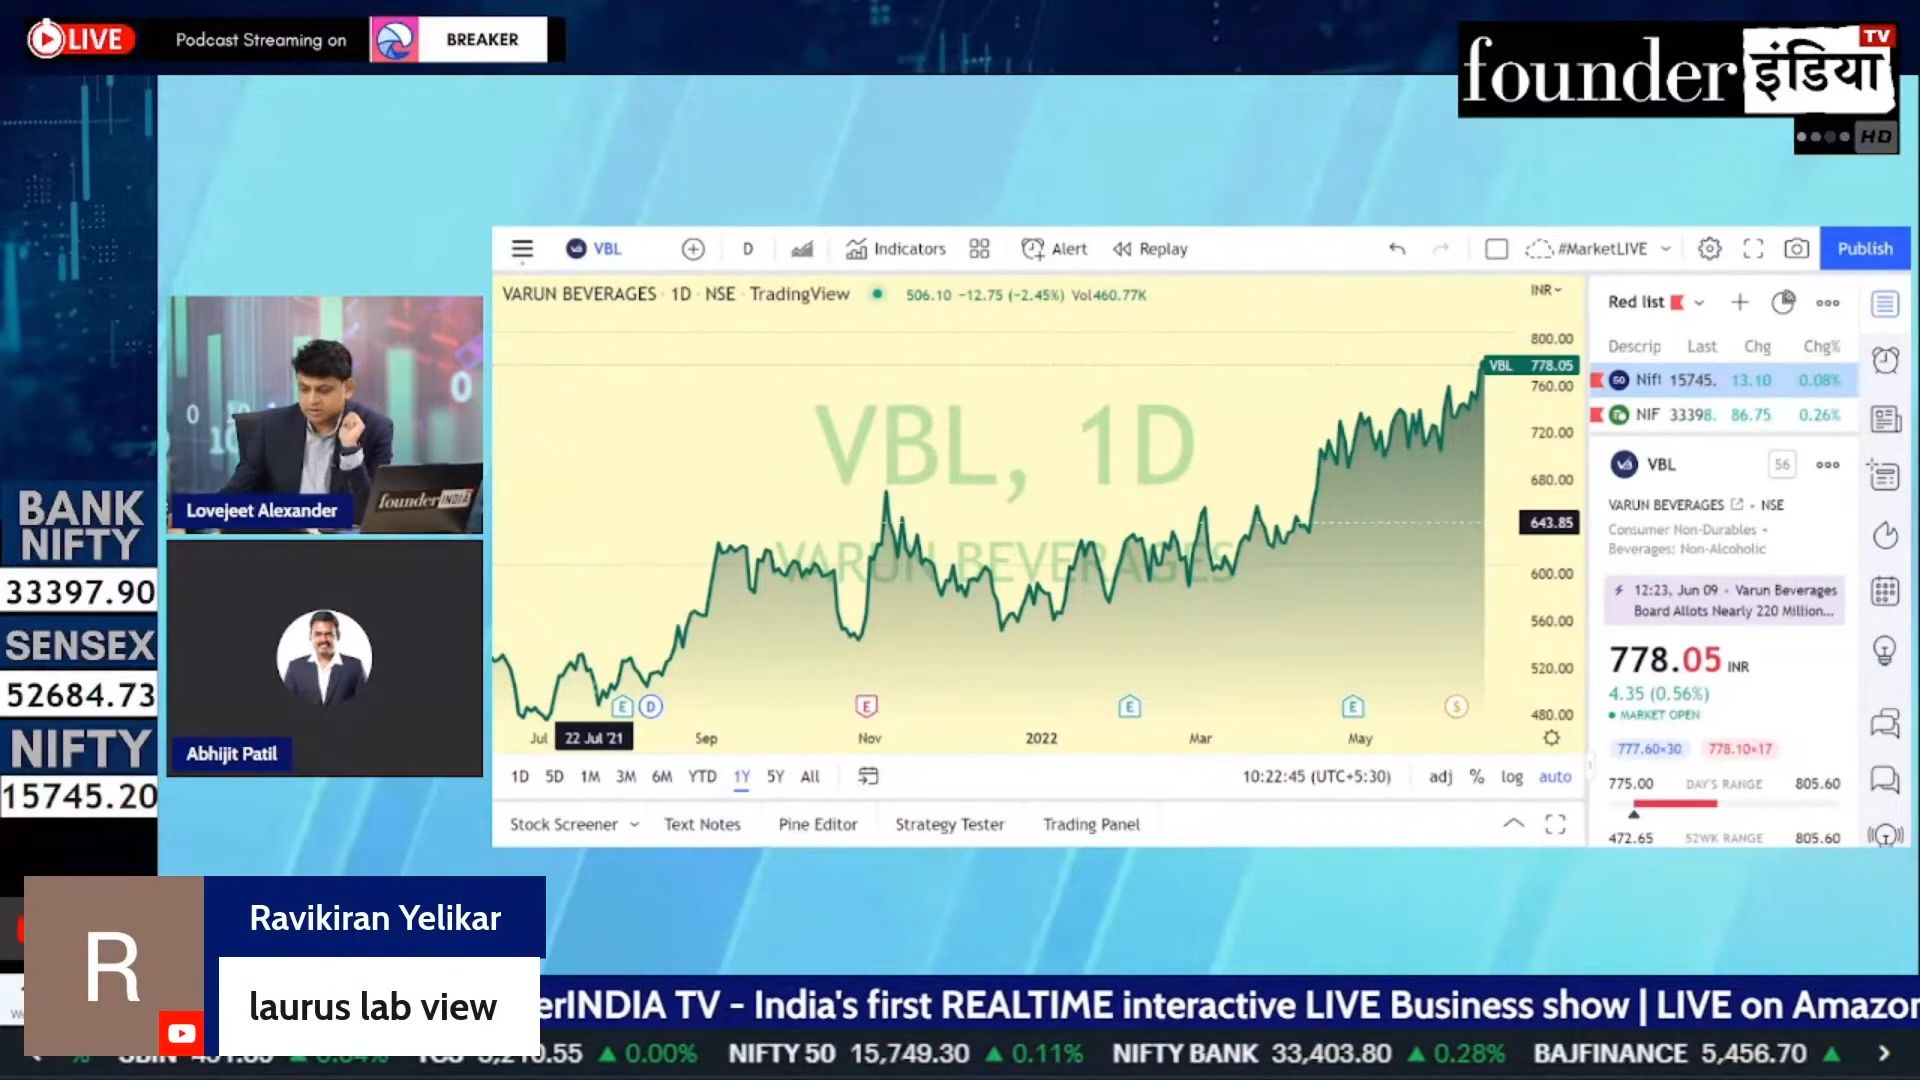 LIVE
Podcast Streaming on
BREAKER
founder इंडिया TV
HD
VBL
D
Indicators
Alert
Replay
#MarketLIVE
Publish
VARUN BEVERAGES · 1D · NSE · TradingView
506.10 −12.75 (−2.45%) Vol460.77K
INR
VBL, 1D
VARUN BEVERAGES
800.00
VBL 778.05
760.00
720.00
680.00
643.85
600.00
560.00
520.00
480.00
E D E E E S
Jul 22 Jul '21 Sep Nov 2022 Mar May
1D 5D 1M 3M 6M YTD 1Y 5Y All
10:22:45 (UTC+5:30) adj % log auto
Stock Screener Text Notes Pine Editor Strategy Tester Trading Panel
Red list
Descrip Last Chg Chg%
50 Nift 15745. 13.10 0.08%
NIF 33398. 86.75 0.26%
VBL 56
VARUN BEVERAGES · NSE
Consumer Non-Durables •
Beverages: Non-Alcoholic
12:23, Jun 09 · Varun Beverages
Board Allots Nearly 220 Million...
778.05 INR
4.35 (0.56%)
MARKET OPEN
777.60×30 778.10×17
775.00 DAY'S RANGE 805.60
472.65 52WK RANGE 805.60
founder INDIA
Lovejeet Alexander
Abhijit Patil
BANK
NIFTY
33397.90
SENSEX
52684.73
NIFTY
15745.20
R
Ravikiran Yelikar
laurus lab view
erINDIA TV - India's first REALTIME interactive LIVE Business show | LIVE on Amazon
0.00% NIFTY 50 15,749.30 ▲ 0.11% NIFTY BANK 33,403.80 ▲ 0.28% BAJFINANCE 5,456.70 ▲